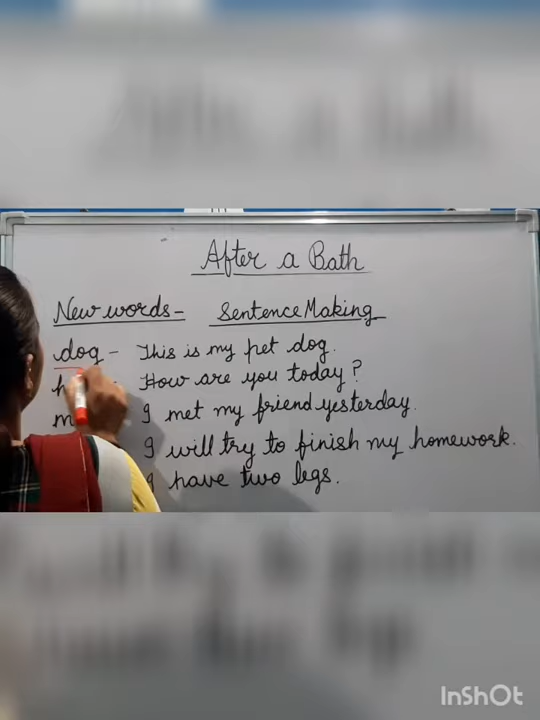 After a Bath
New words - Sentence Making
dog - This is my pet dog.
How are you today?
I met my friend yesterday.
I will try to finish my homework.
I have two legs.
InShOt